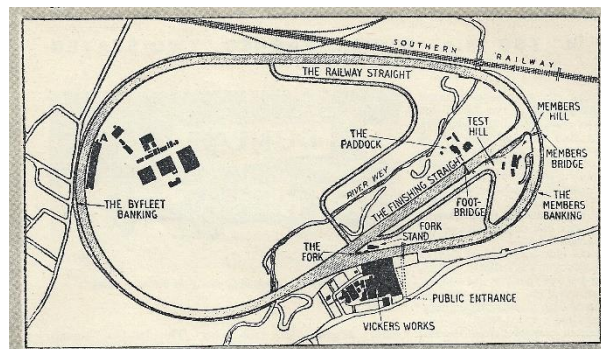 SOUTHERN RAILWAY
THE RAILWAY STRAIGHT
MEMBERS
HILL
TEST
HILL
THE
PADDOCK
MEMBERS
BRIDGE
RIVER WEY
THE FINISHING STRAIGHT
THE
MEMBERS
BANKING
FOOT-
BRIDGE
THE BYFLEET
BANKING
FORK
STAND
THE
FORK
PUBLIC ENTRANCE
VICKERS WORKS